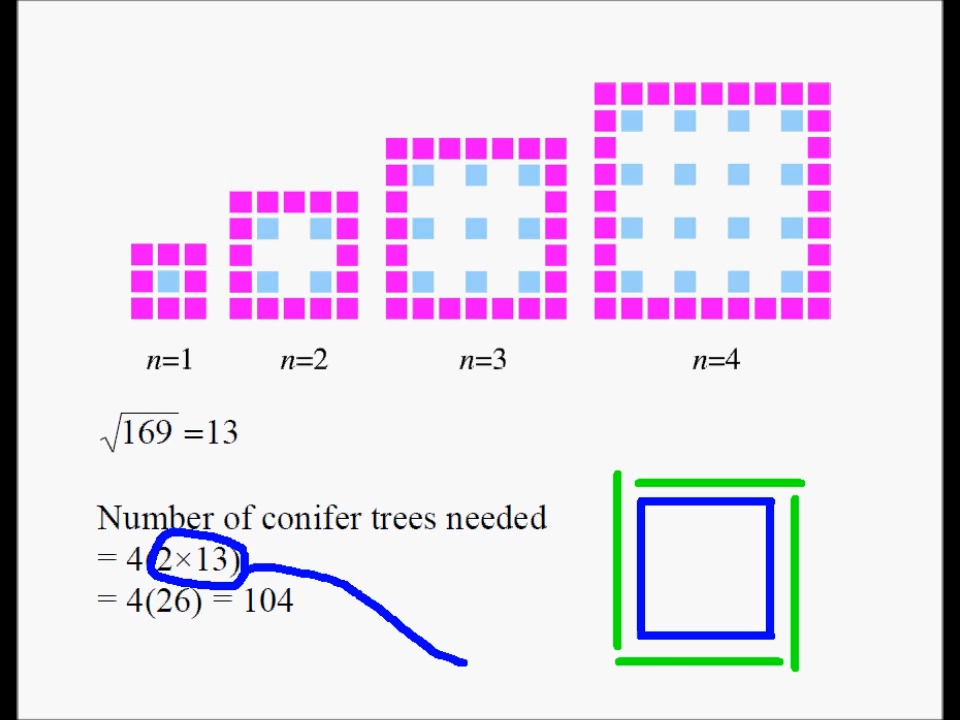 n=1 n=2 n=3 n=4
√169 =13
Number of conifer trees needed
= 4(2×13)
= 4(26) = 104